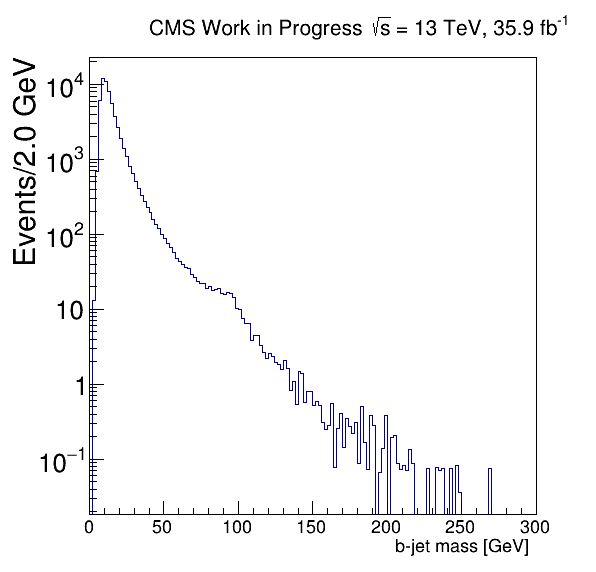 CMS Work in Progress √s = 13 TeV, 35.9 fb⁻¹
Events/2.0 GeV
10⁴
10³
10²
10
1
10⁻¹
0 50 100 150 200 250 300
b-jet mass [GeV]